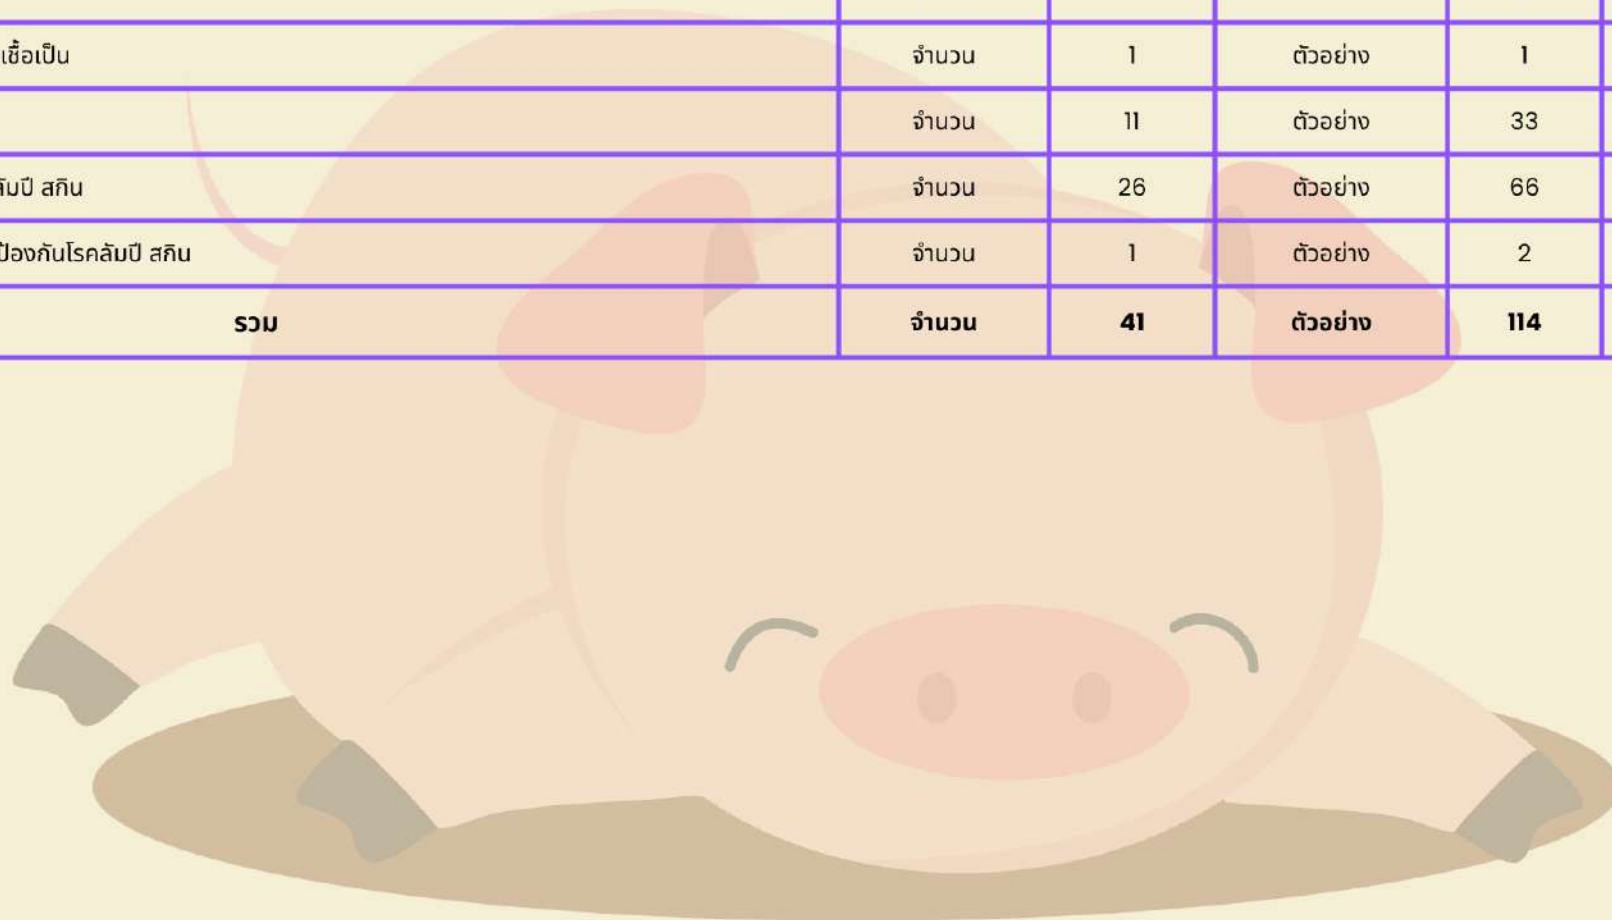 เชื้อเป็น จำนวน 1 ตัวอย่าง 1
จำนวน 11 ตัวอย่าง 33
ลัมปี สกิน จำนวน 26 ตัวอย่าง 66
ป้องกันโรคลัมปี สกิน จำนวน 1 ตัวอย่าง 2
รวม จำนวน 41 ตัวอย่าง 114